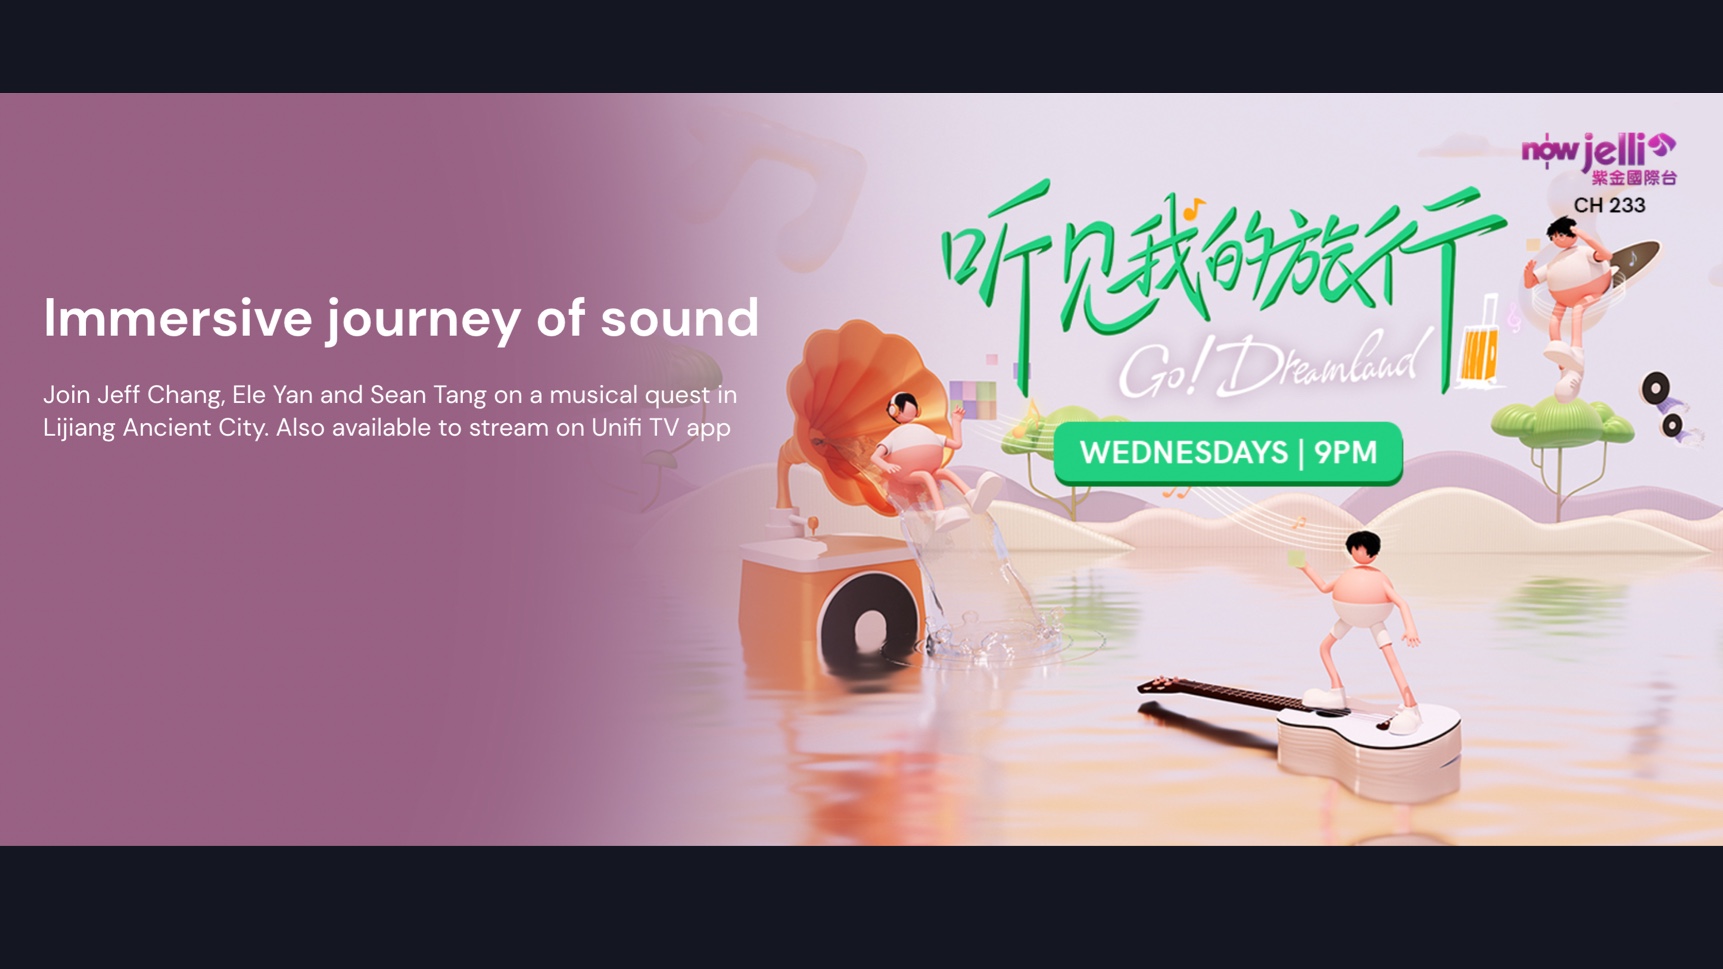 Immersive journey of sound
Join Jeff Chang, Ele Yan and Sean Tang on a musical quest in
Lijiang Ancient City. Also available to stream on Unifi TV app
听见我的旅行
Go! Dreamland
WEDNESDAYS | 9PM
now jelli
紫金國際台
CH 233